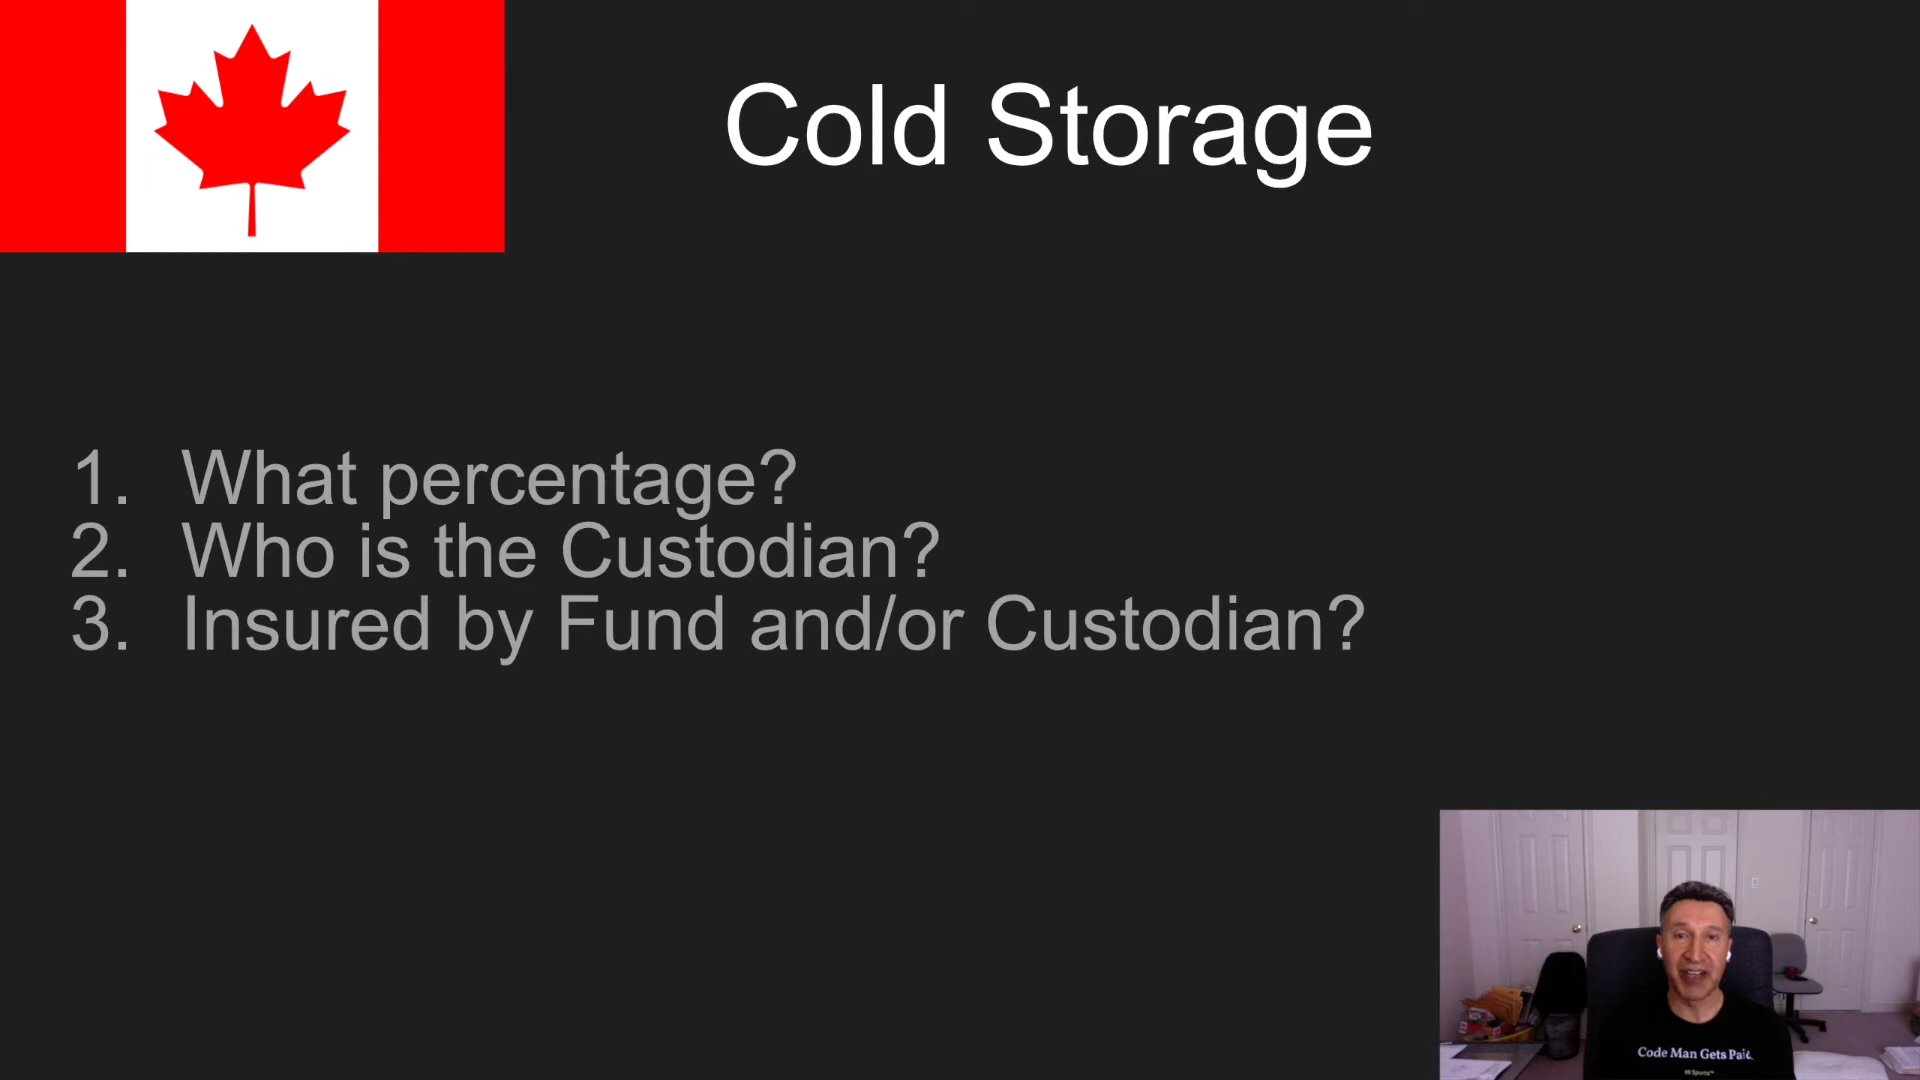 Cold Storage
1. What percentage?
2. Who is the Custodian?
3. Insured by Fund and/or Custodian?
Code Man Gets Paid